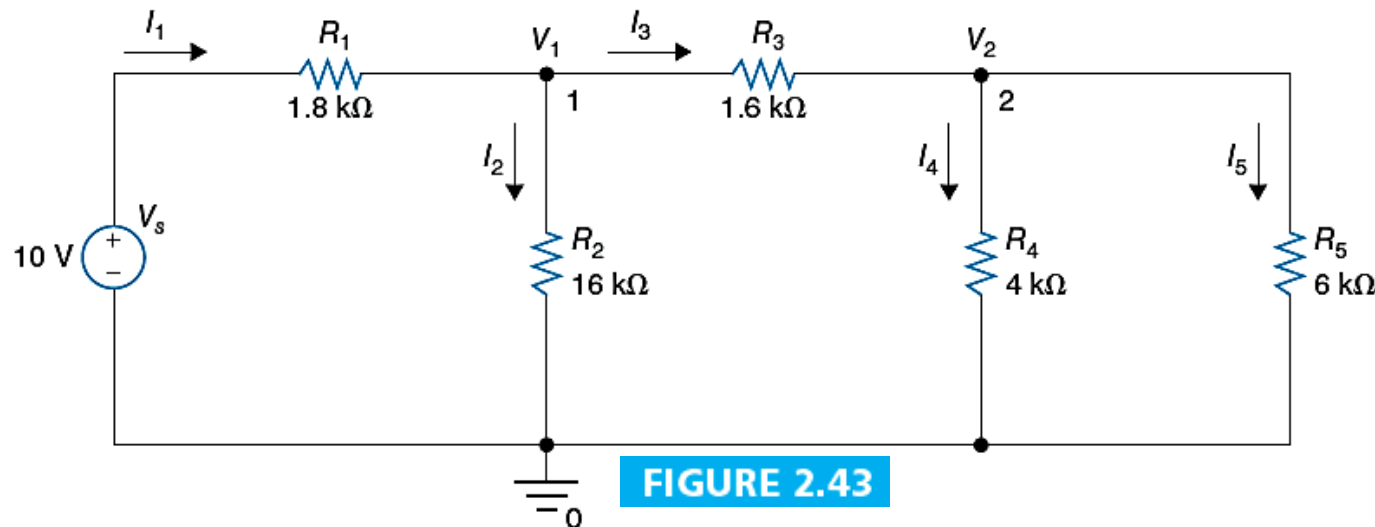 I1
R1
1.8 kΩ
V1
1
I3
R3
1.6 kΩ
V2
2
I2
I4
I5
10 V
+
−
Vs
R2
16 kΩ
R4
4 kΩ
R5
6 kΩ
0
FIGURE 2.43